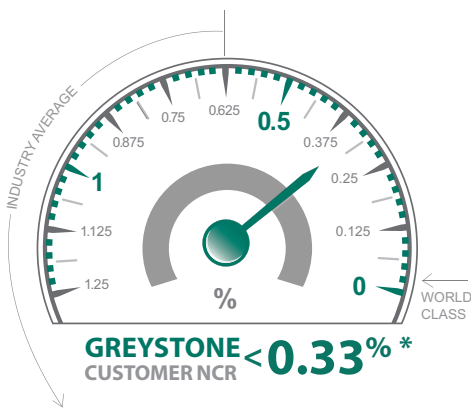 INDUSTRY AVERAGE
0.625
0.75
0.5
0.875
0.375
1
0.25
1.125
0.125
1.25
0
%
WORLD
CLASS
GREYSTONE
CUSTOMER NCR
<0.33% *